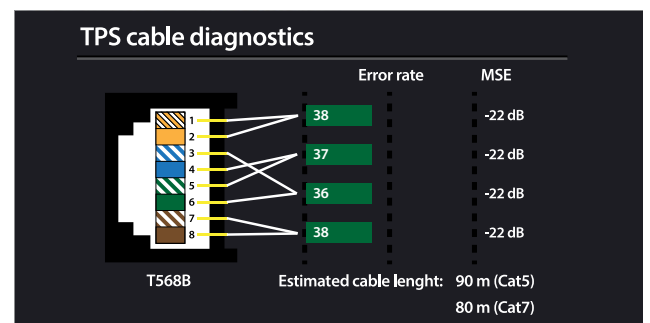 TPS cable diagnostics
Error rate MSE
1 38 -22 dB
2
3 37 -22 dB
4
5
6 36 -22 dB
7
8 38 -22 dB
T568B Estimated cable lenght: 90 m (Cat5)
80 m (Cat7)